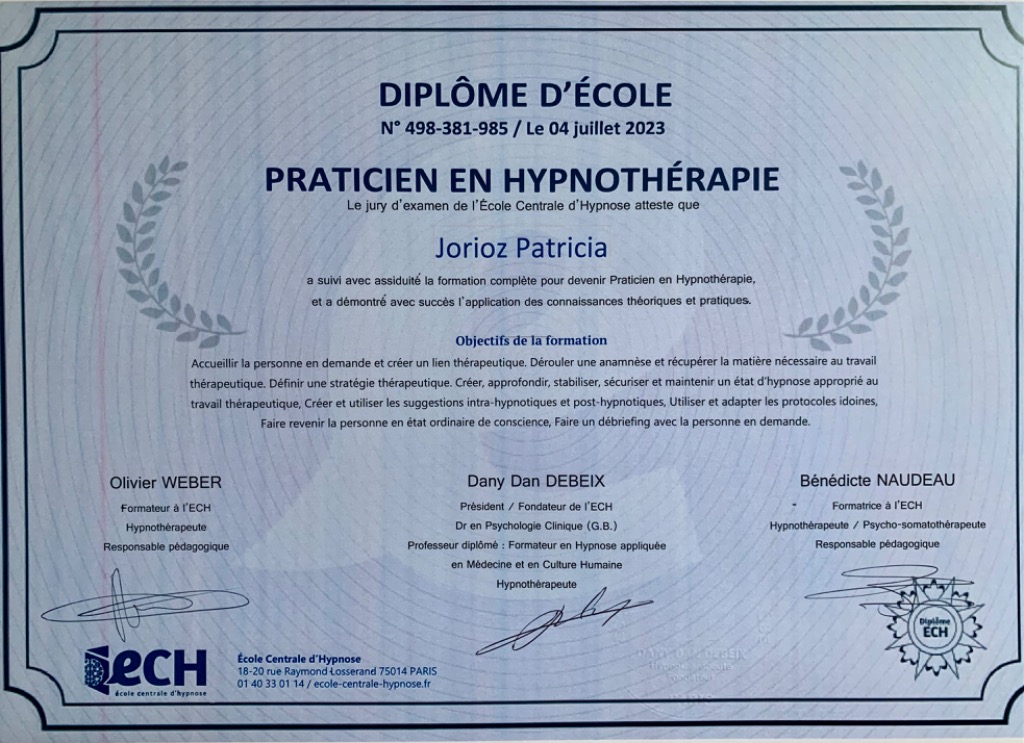 DIPLÔME D'ÉCOLE
N° 498-381-985 / Le 04 juillet 2023
PRATICIEN EN HYPNOTHÉRAPIE
Le jury d'examen de l'École Centrale d'Hypnose atteste que
Jorioz Patricia
a suivi avec assiduité la formation complète pour devenir Praticien en Hypnothérapie,
et a démontré avec succès l'application des connaissances théoriques et pratiques.
Objectifs de la formation
Accueillir la personne en demande et créer un lien thérapeutique. Dérouler une anamnèse et récupérer la matière nécessaire au travail
thérapeutique. Définir une stratégie thérapeutique. Créer, approfondir, stabiliser, sécuriser et maintenir un état d'hypnose approprié au
travail thérapeutique, Créer et utiliser les suggestions intra-hypnotiques et post-hypnotiques, Utiliser et adapter les protocoles idoines,
Faire revenir la personne en état ordinaire de conscience, Faire un débriefing avec la personne en demande.
Olivier WEBER
Formateur à l'ECH
Hypnothérapeute
Responsable pédagogique
Dany Dan DEBEIX
Président / Fondateur de l'ECH
Dr en Psychologie Clinique (G.B.)
Professeur diplômé : Formateur en Hypnose appliquée
en Médecine et en Culture Humaine
Hypnothérapeute
Bénédicte NAUDEAU
Formatrice à l'ECH
Hypnothérapeute / Psycho-somatothérapeute
Responsable pédagogique
ECH
école centrale d'hypnose
École Centrale d'Hypnose
18-20 rue Raymond Losserand 75014 PARIS
01 40 33 01 14 / ecole-centrale-hypnose.fr
DEBEIX
Diplôme
ECH